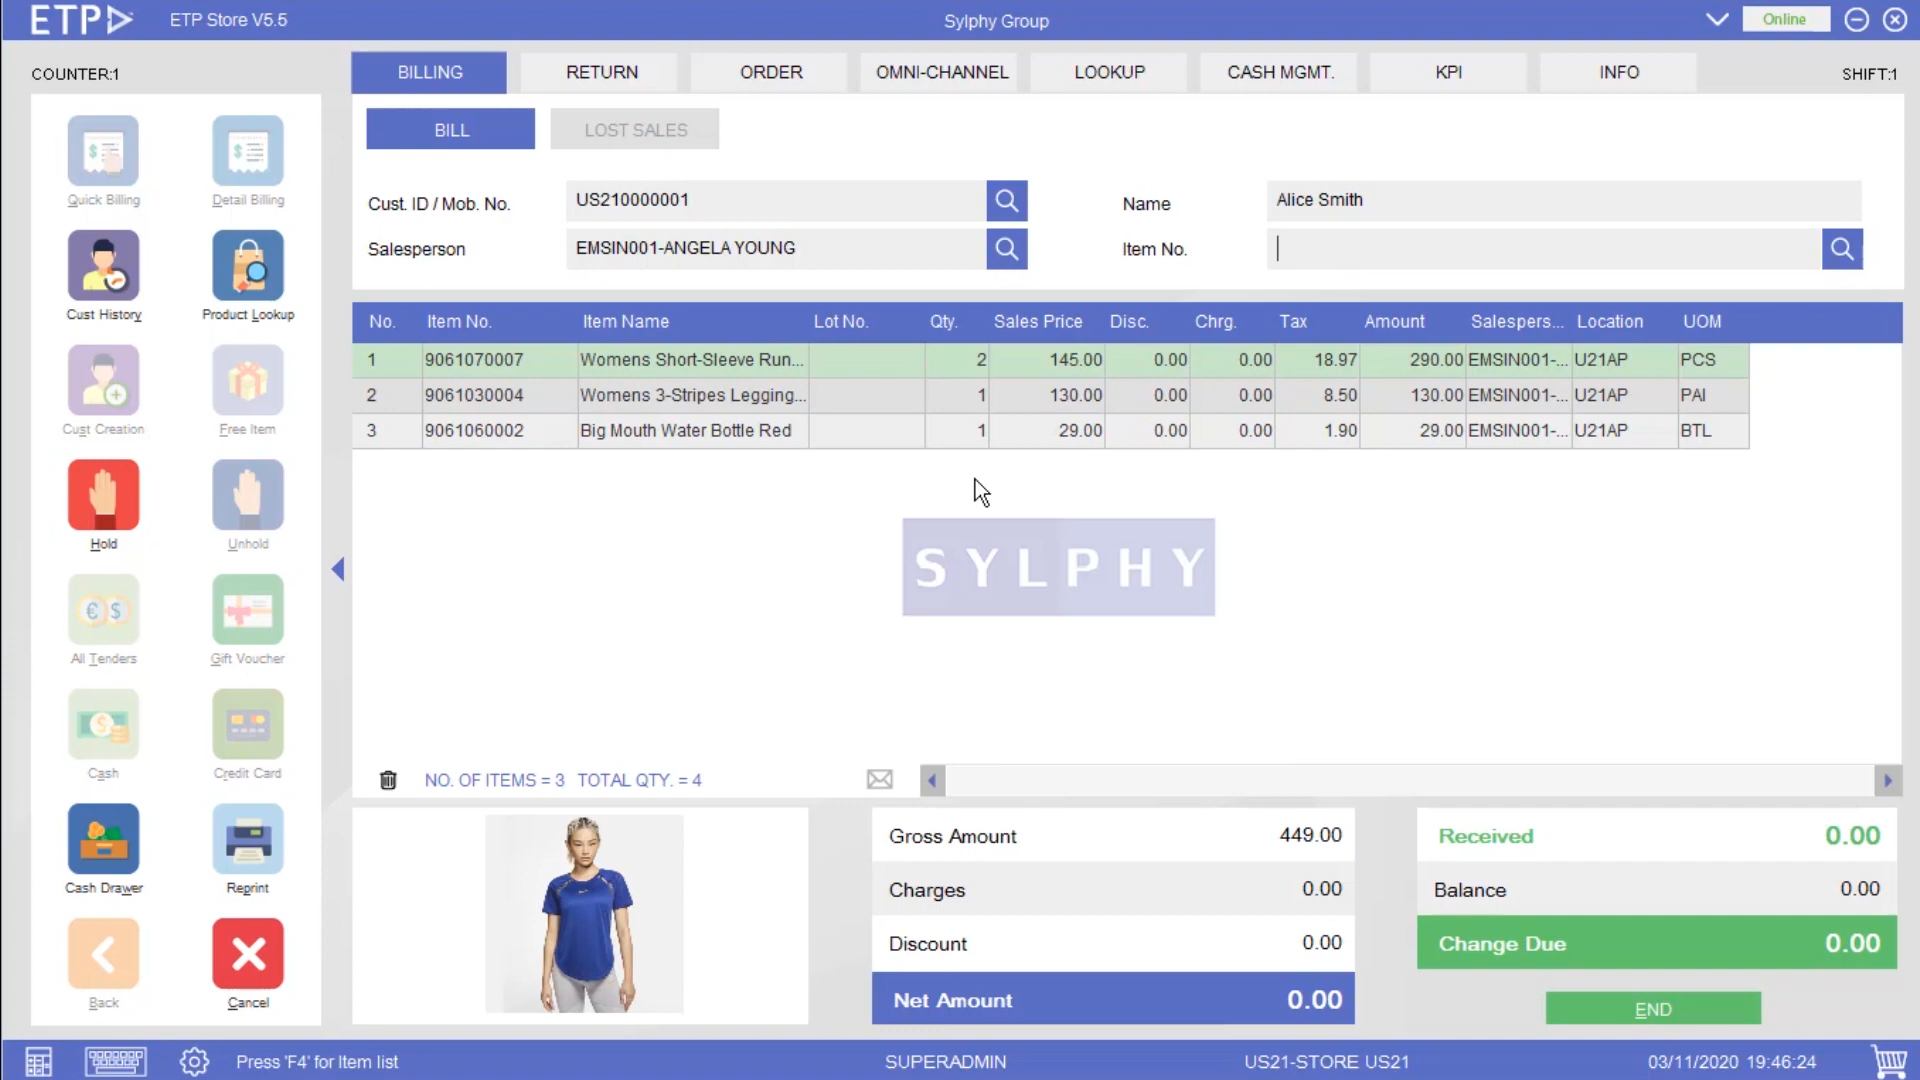 ETP ETP Store V5.5 Sylphy Group Online
COUNTER:1 BILLING RETURN ORDER OMNI-CHANNEL LOOKUP CASH MGMT. KPI INFO SHIFT:1
BILL LOST SALES
Quick Billing Detail Billing
Cust. ID / Mob. No. US210000001 Name Alice Smith
Salesperson EMSIN001-ANGELA YOUNG Item No.
Cust History Product Lookup
No. Item No. Item Name Lot No. Qty. Sales Price Disc. Chrg. Tax Amount Salespers... Location UOM
1 9061070007 Womens Short-Sleeve Run... 2 145.00 0.00 0.00 18.97 290.00 EMSIN001-... U21AP PCS
2 9061030004 Womens 3-Stripes Legging... 1 130.00 0.00 0.00 8.50 130.00 EMSIN001-... U21AP PAI
3 9061060002 Big Mouth Water Bottle Red 1 29.00 0.00 0.00 1.90 29.00 EMSIN001-... U21AP BTL
Cust Creation Free Item
Hold Unhold
SYLPHY
All Tenders Gift Voucher
Cash Credit Card
NO. OF ITEMS = 3 TOTAL QTY. = 4
Cash Drawer Reprint
Gross Amount 449.00 Received 0.00
Charges 0.00 Balance 0.00
Discount 0.00 Change Due 0.00
Back Cancel
Net Amount 0.00 END
Press 'F4' for Item list SUPERADMIN US21-STORE US21 03/11/2020 19:46:24